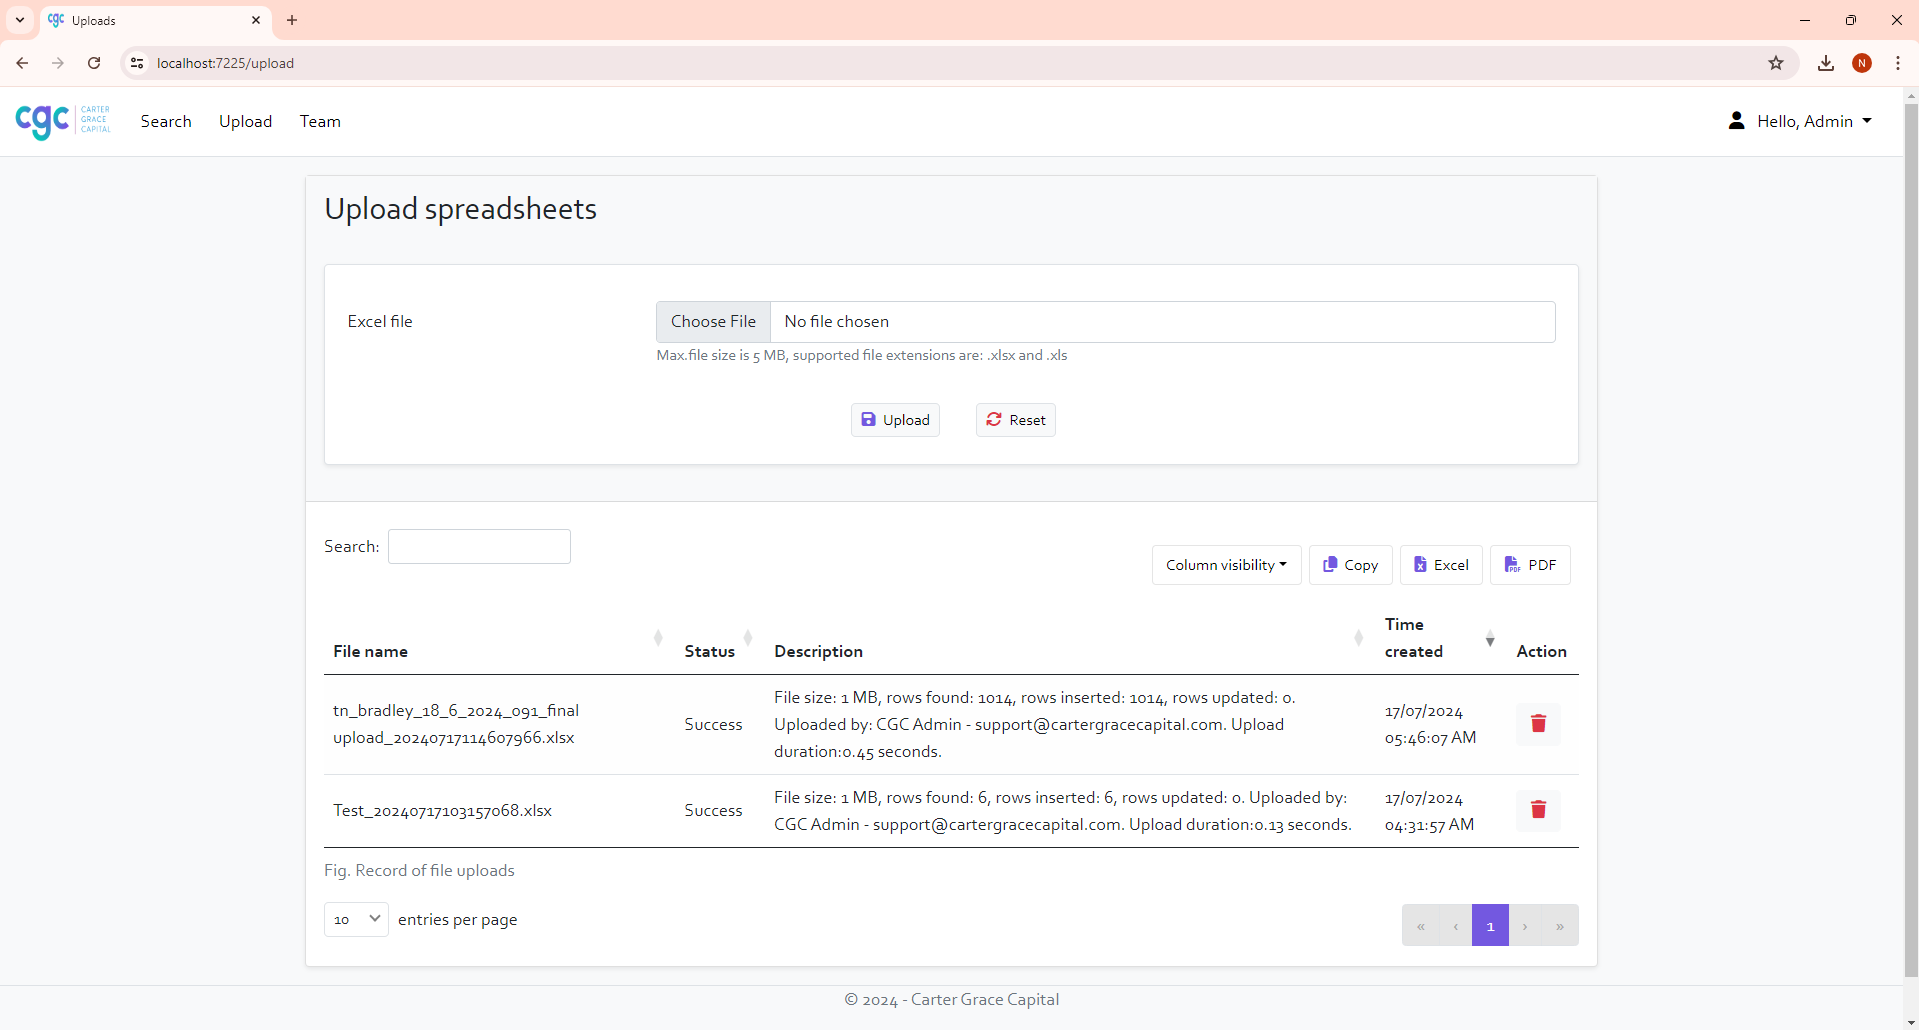 cgc Uploads
localhost:7225/upload
N
cgc CARTER
GRACE
CAPITAL
Search Upload Team
Hello, Admin
Upload spreadsheets
Excel file
Choose File No file chosen
Max.file size is 5 MB, supported file extensions are: .xlsx and .xls
Upload Reset
Search:
Column visibility Copy Excel PDF
File name Status Description Time
created Action
tn_bradley_18_6_2024_091_final
upload_20240717114607966.xlsx
Success
File size: 1 MB, rows found: 1014, rows inserted: 1014, rows updated: 0.
Uploaded by: CGC Admin - support@cartergracecapital.com. Upload
duration:0.45 seconds.
17/07/2024
05:46:07 AM
Test_20240717103157068.xlsx
Success
File size: 1 MB, rows found: 6, rows inserted: 6, rows updated: 0. Uploaded by:
CGC Admin - support@cartergracecapital.com. Upload duration:0.13 seconds.
17/07/2024
04:31:57 AM
Fig. Record of file uploads
10 entries per page
« ‹ 1 › »
© 2024 - Carter Grace Capital